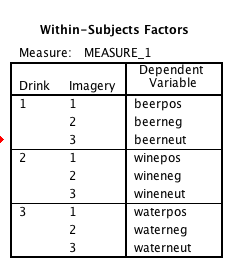 Within-Subjects Factors
Measure: MEASURE_1
Drink Imagery Dependent Variable
1 1 beerpos
2 beerneg
3 beerneut
2 1 winepos
2 wineneg
3 wineneut
3 1 waterpos
2 waterneg
3 waterneut